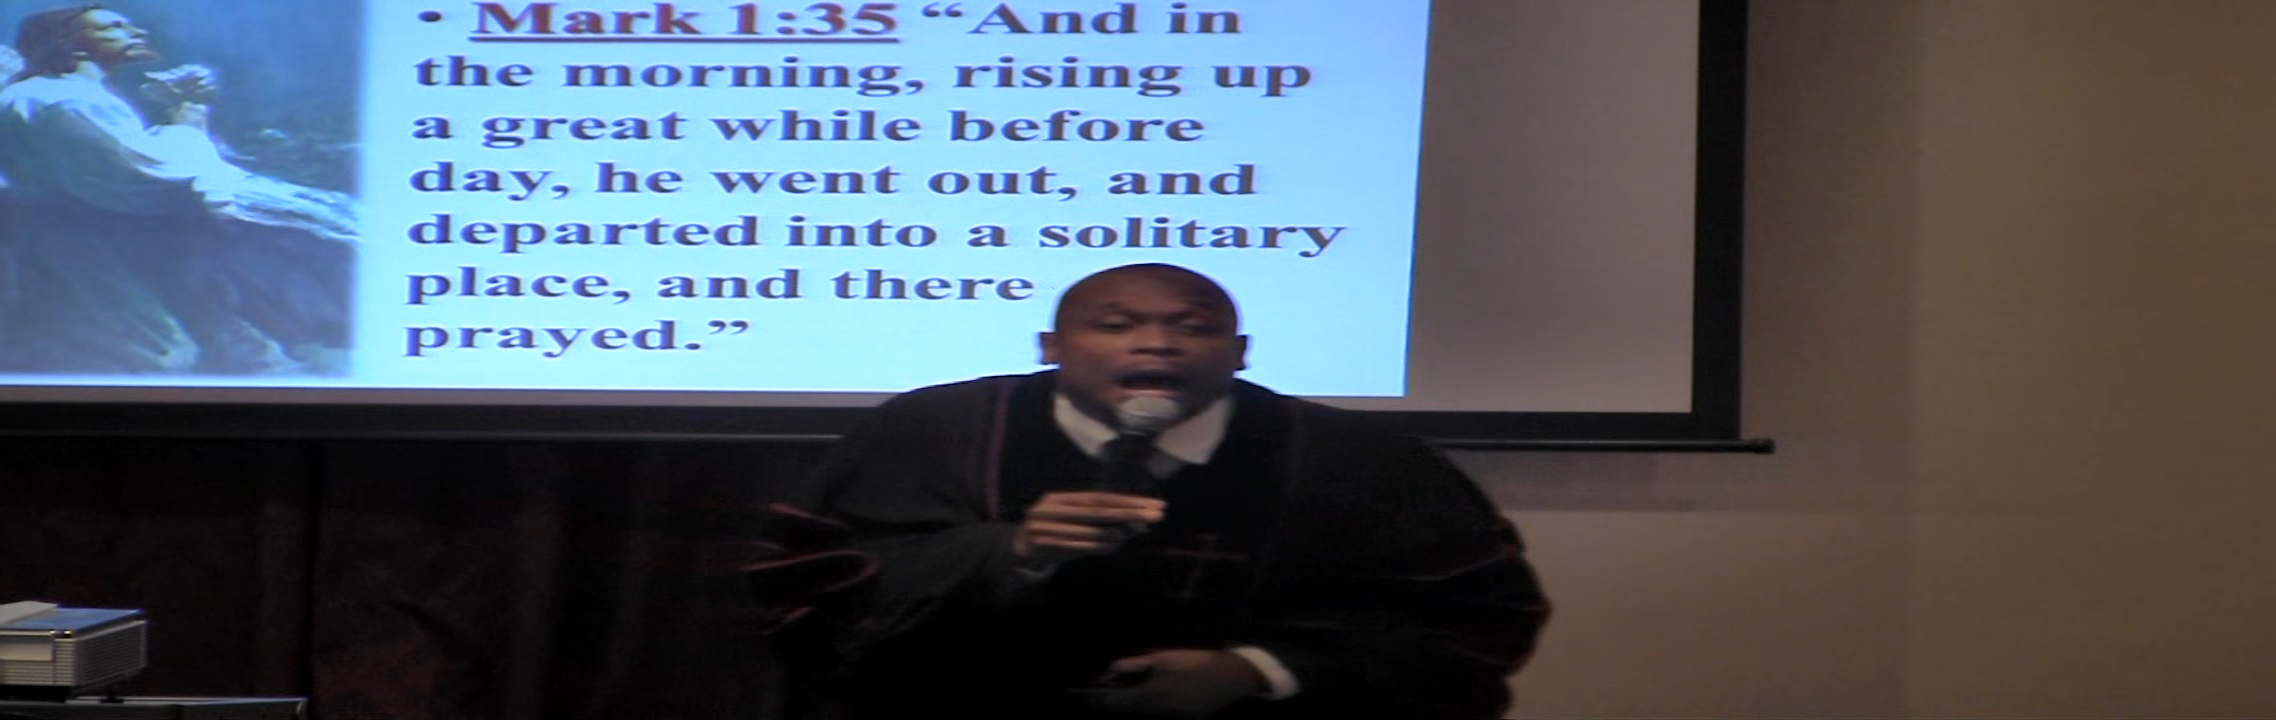 • Mark 1:35 “And in
the morning, rising up
a great while before
day, he went out, and
departed into a solitary
place, and there
prayed.”